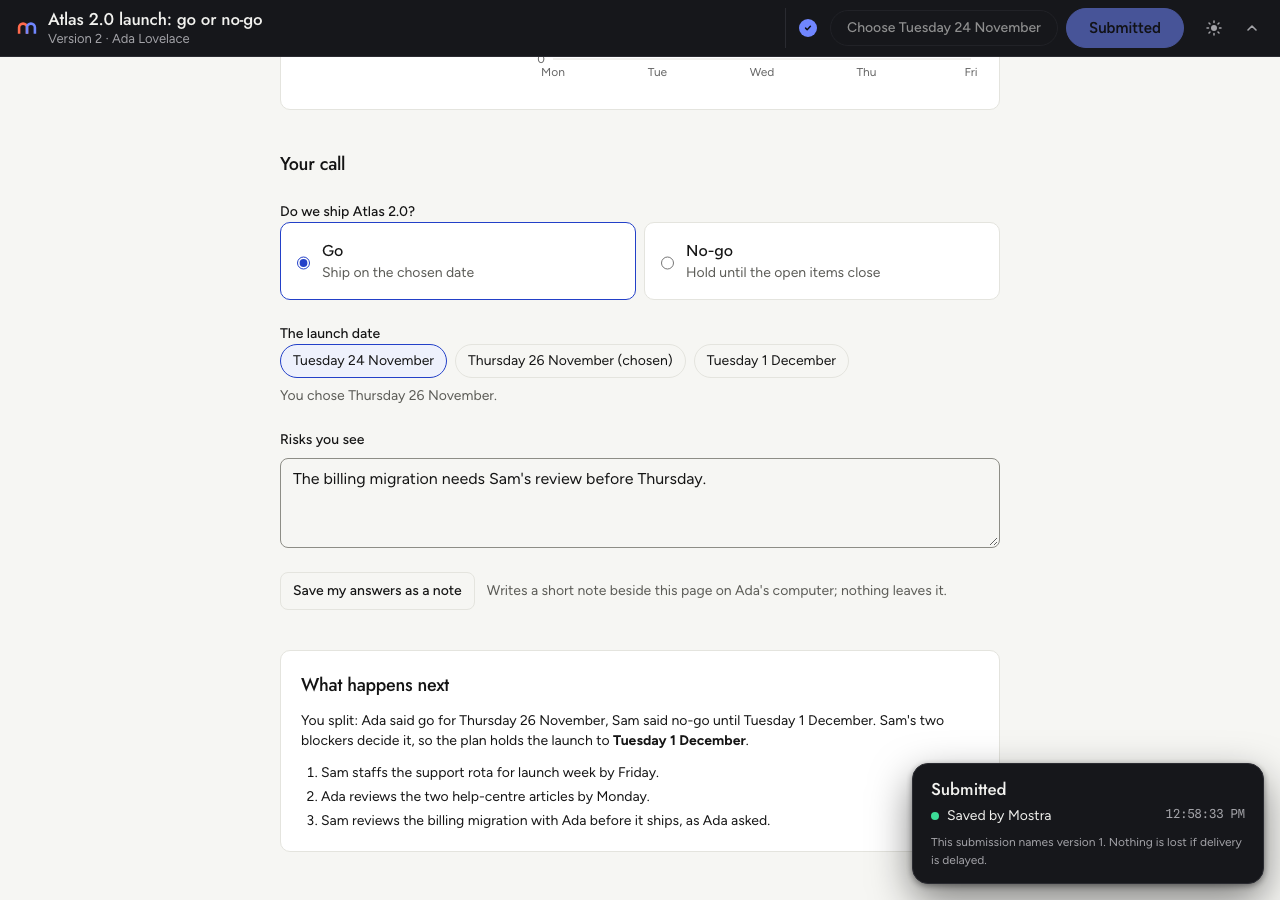 Atlas 2.0 launch: go or no-go
Version 2 · Ada Lovelace
Choose Tuesday 24 November
Submitted
0
Mon Tue Wed Thu Fri
Your call
Do we ship Atlas 2.0?
Go
Ship on the chosen date
No-go
Hold until the open items close
The launch date
Tuesday 24 November
Thursday 26 November (chosen)
Tuesday 1 December
You chose Thursday 26 November.
Risks you see
The billing migration needs Sam's review before Thursday.
Save my answers as a note
Writes a short note beside this page on Ada's computer; nothing leaves it.
What happens next
You split: Ada said go for Thursday 26 November, Sam said no-go until Tuesday 1 December. Sam's two
blockers decide it, so the plan holds the launch to Tuesday 1 December.
1. Sam staffs the support rota for launch week by Friday.
2. Ada reviews the two help-centre articles by Monday.
3. Sam reviews the billing migration with Ada before it ships, as Ada asked.
Submitted
Saved by Mostra
12:58:33 PM
This submission names version 1. Nothing is lost if delivery
is delayed.